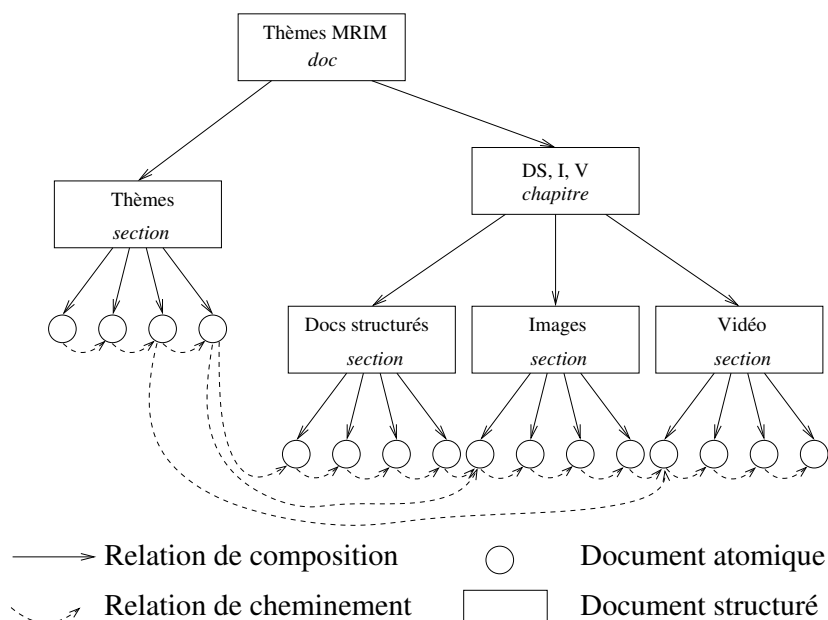 Thèmes MRIM
doc
DS, I, V
chapitre
Thèmes
section
Docs structurés
section
Images
section
Vidéo
section
Relation de composition
Document atomique
Relation de cheminement
Document structuré